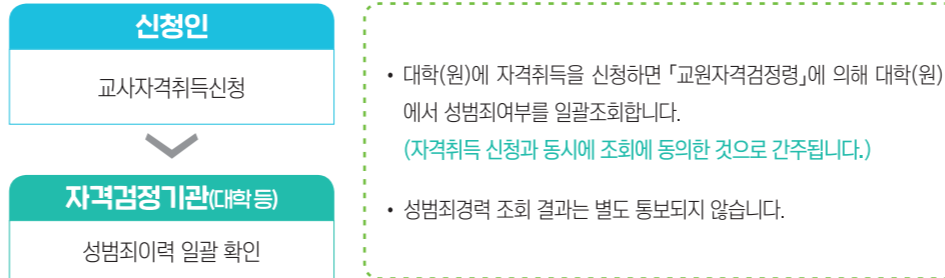 신청인
교사자격취득신청
자격검정기관(대학 등)
성범죄이력 일괄 확인
• 대학(원)에 자격취득을 신청하면 「교원자격검정령」에 의해 대학(원)
에서 성범죄여부를 일괄조회합니다.
(자격취득 신청과 동시에 조회에 동의한 것으로 간주됩니다.)
• 성범죄경력 조회 결과는 별도 통보되지 않습니다.